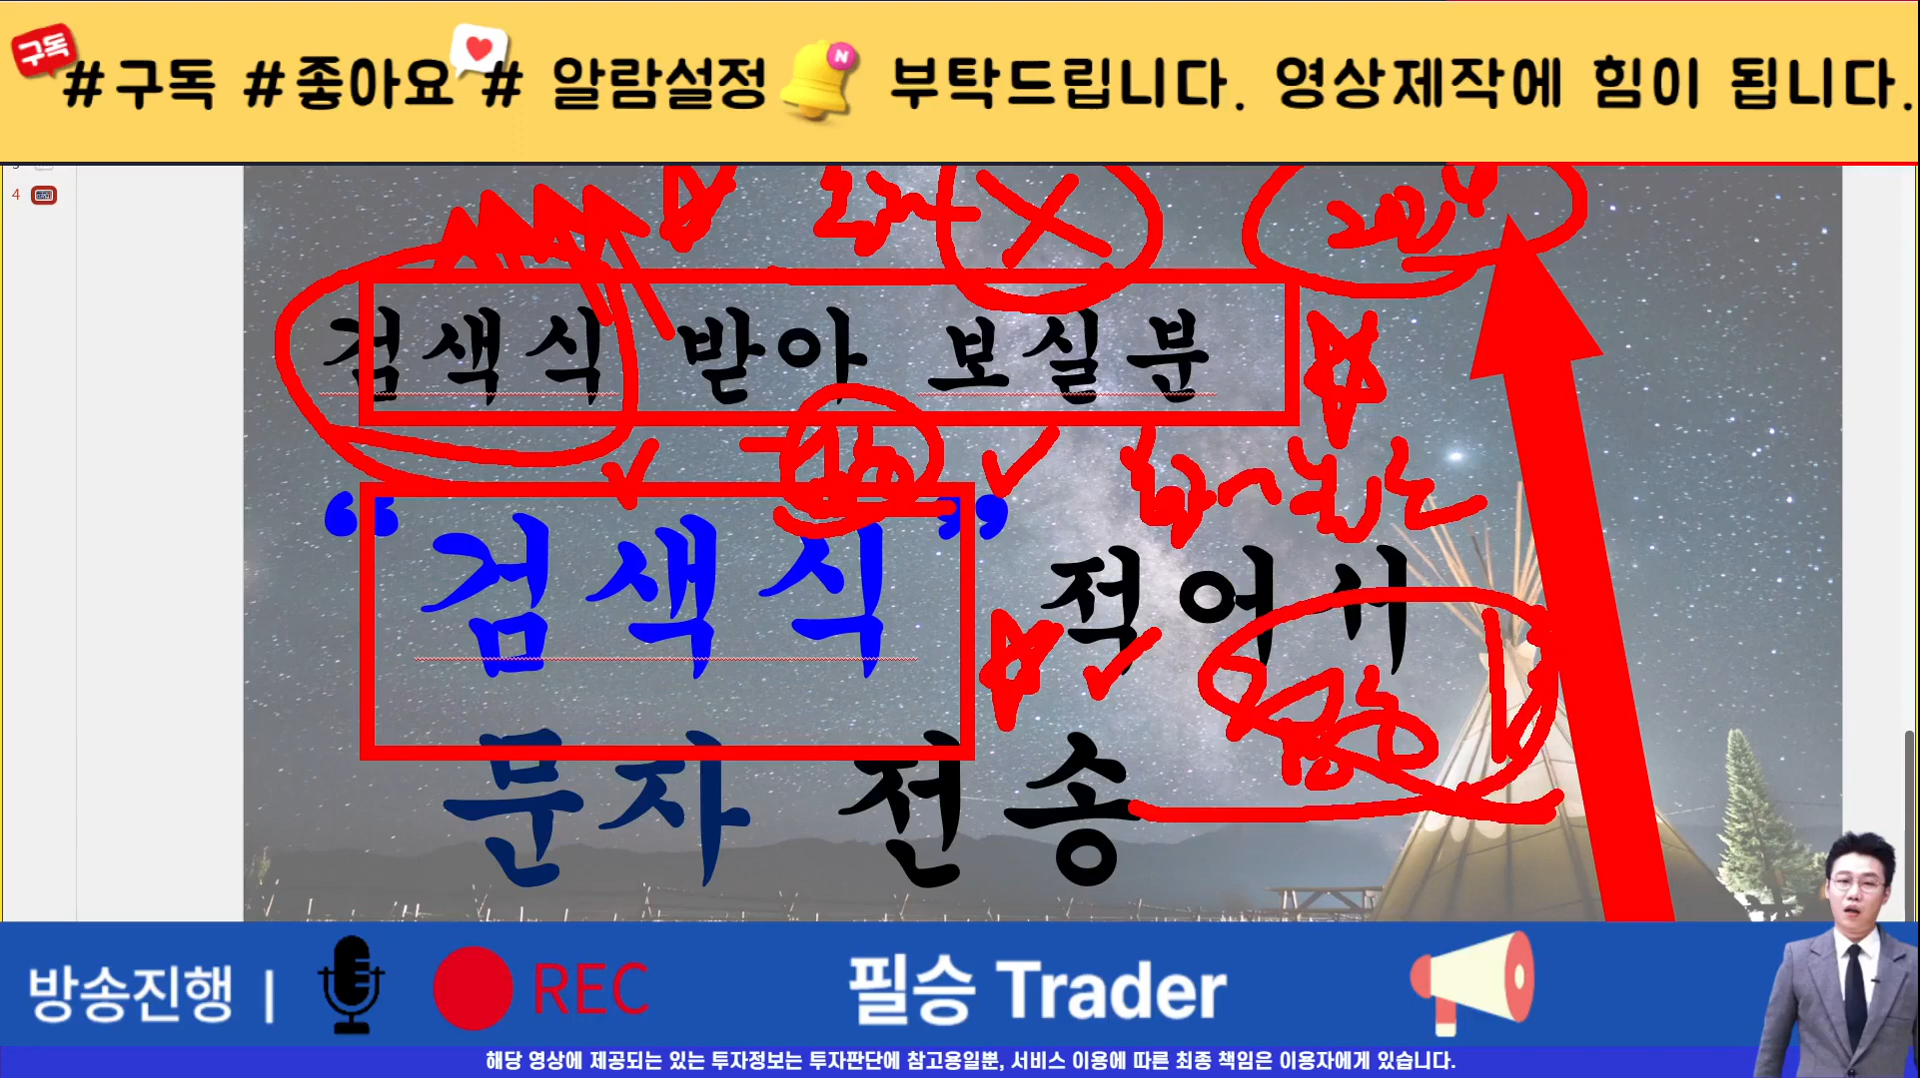 구독
#구독 #좋아요 # 알람설정 N 부탁드립니다. 영상제작에 힘이 됩니다.
4
검색식 받아 보실분
“검색식” 적어서
문자 전송
방송진행 | REC 필승 Trader
해당 영상에 제공되는 있는 투자정보는 투자판단에 참고용일뿐, 서비스 이용에 따른 최종 책임은 이용자에게 있습니다.